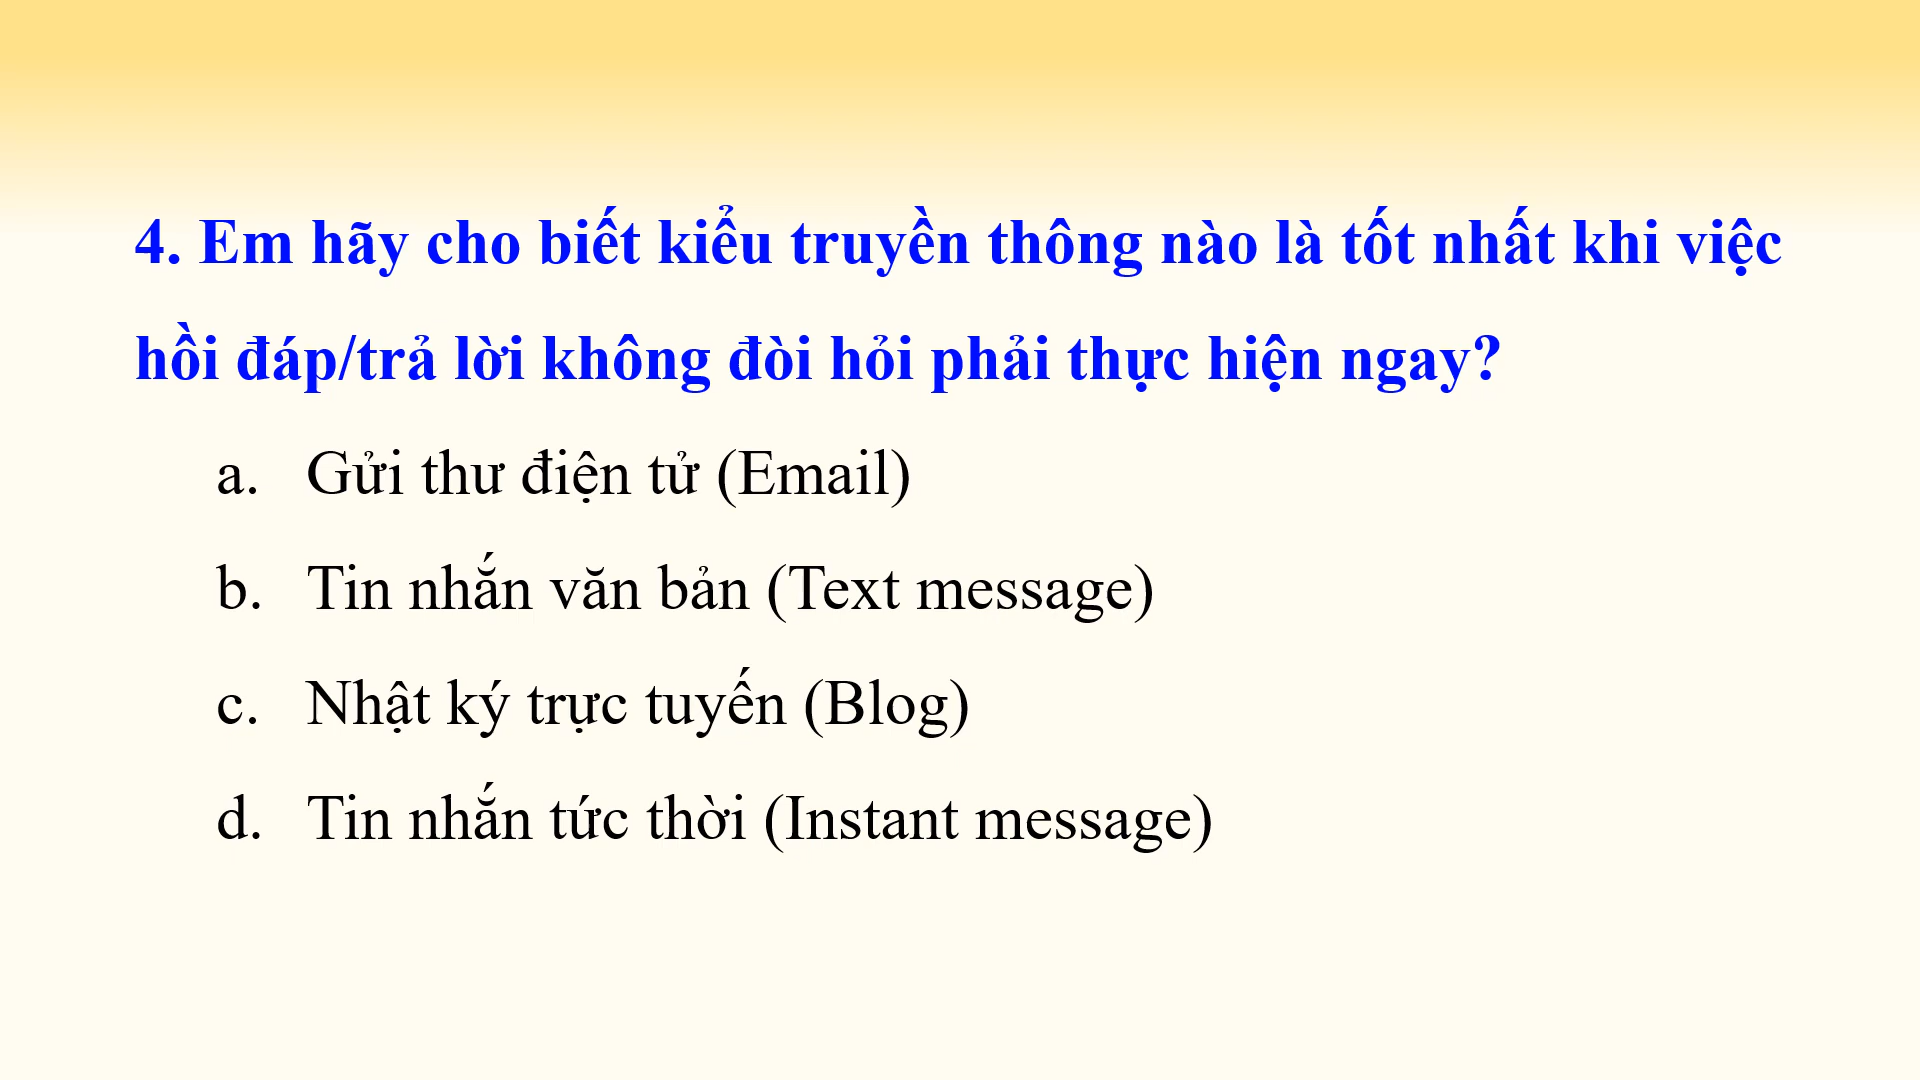 4. Em hãy cho biết kiểu truyền thông nào là tốt nhất khi việc
hồi đáp/trả lời không đòi hỏi phải thực hiện ngay?
a. Gửi thư điện tử (Email)
b. Tin nhắn văn bản (Text message)
c. Nhật ký trực tuyến (Blog)
d. Tin nhắn tức thời (Instant message)